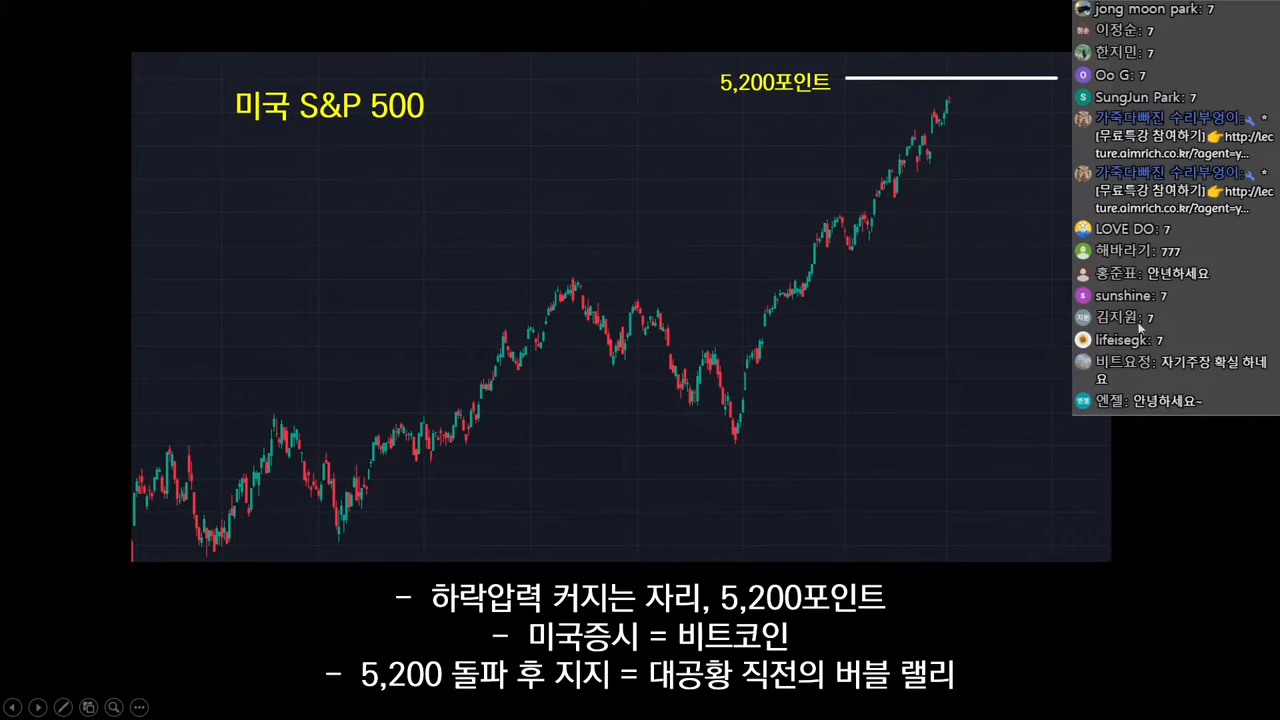 미국 S&P 500
5,200포인트
- 하락압력 커지는 자리, 5,200포인트
- 미국증시 = 비트코인
- 5,200 돌파 후 지지 = 대공황 직전의 버블 랠리
jong moon park: 7
이정순: 7
한지민: 7
Oo G: 7
SungJun Park: 7
가죽다빠진 수리부엉이: *
[무료특강 참여하기]👉http://lec
ture.aimrich.co.kr/?agent=y...
가죽다빠진 수리부엉이: *
[무료특강 참여하기]👉http://lec
ture.aimrich.co.kr/?agent=y...
LOVE DO: 7
해바라기: 777
홍준표: 안년하세요
sunshine: 7
김지원: 7
lifeisegk: 7
비트요정: 자기주장 확실 하네
요
엔젤: 안녕하세요~